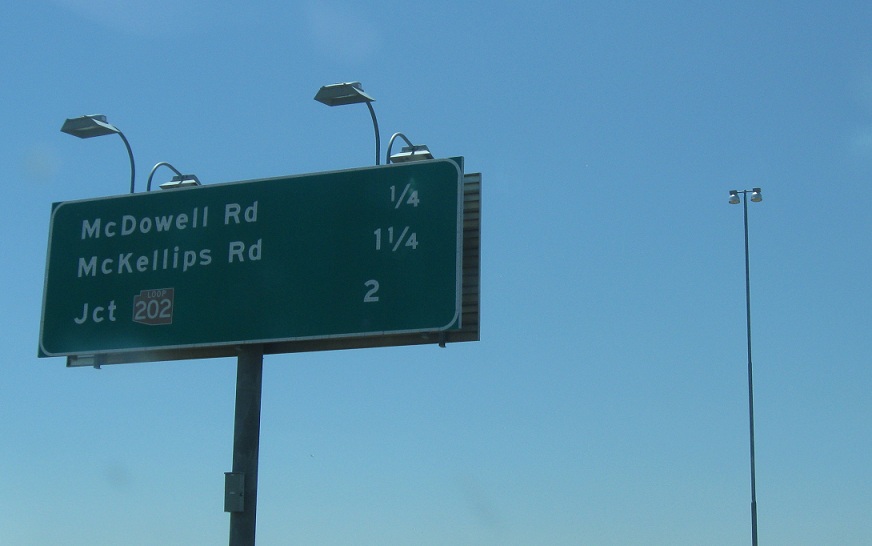 McDowell Rd 1/4
McKellips Rd 1 1/4
Jct LOOP 202 2